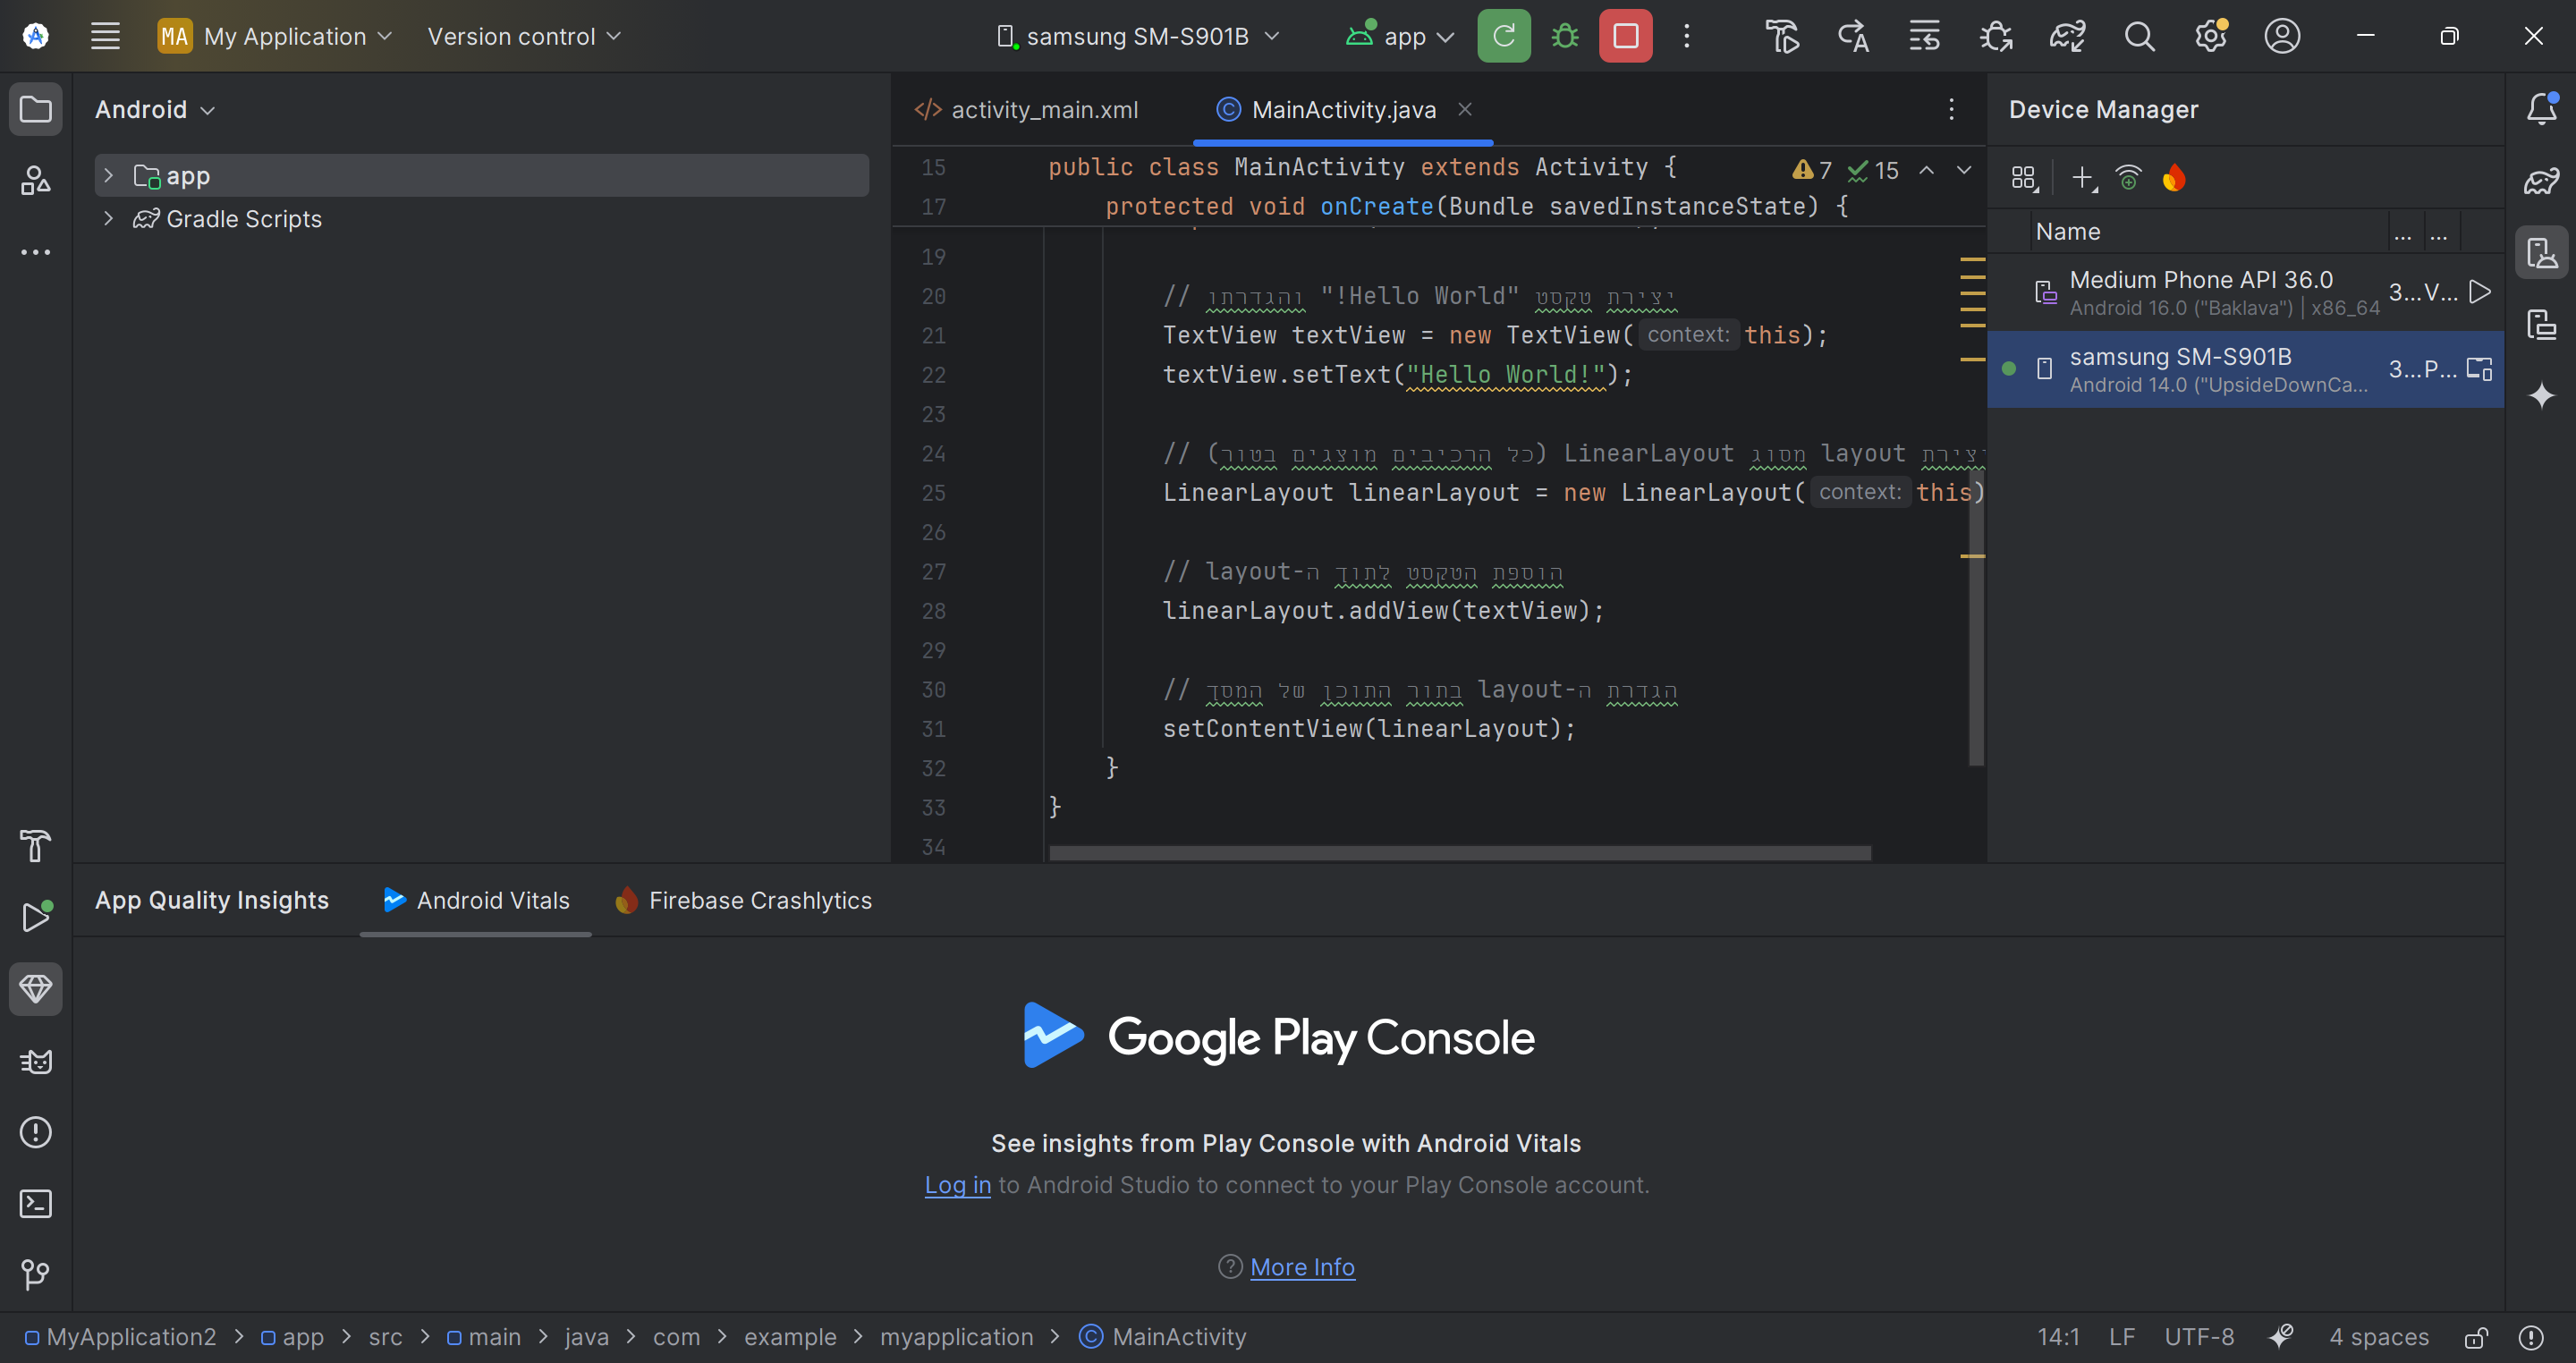 MA My Application Version control samsung SM-S901B app
Android
app
Gradle Scripts
activity_main.xml MainActivity.java
15 public class MainActivity extends Activity { 7 15
17 protected void onCreate(Bundle savedInstanceState) {
19
20 // יצירת טקסט "Hello World!" והגדרתו
21 TextView textView = new TextView( context: this);
22 textView.setText("Hello World!");
23
24 // יצירת layout מסוג LinearLayout (כל הרכיבים מוצגים בטור)
25 LinearLayout linearLayout = new LinearLayout( context: this)
26
27 // הוספת הטקסט לתוך ה-layout
28 linearLayout.addView(textView);
29
30 // הגדרת ה-layout בתור התוכן של המסך
31 setContentView(linearLayout);
32 }
33 }
34
Device Manager
Name ... ...
Medium Phone API 36.0 3... V...
Android 16.0 ("Baklava") | x86_64
samsung SM-S901B 3... P...
Android 14.0 ("UpsideDownCa...
App Quality Insights Android Vitals Firebase Crashlytics
Google Play Console
See insights from Play Console with Android Vitals
Log in to Android Studio to connect to your Play Console account.
? More Info
MyApplication2 > app > src > main > java > com > example > myapplication > MainActivity 14:1 LF UTF-8 4 spaces